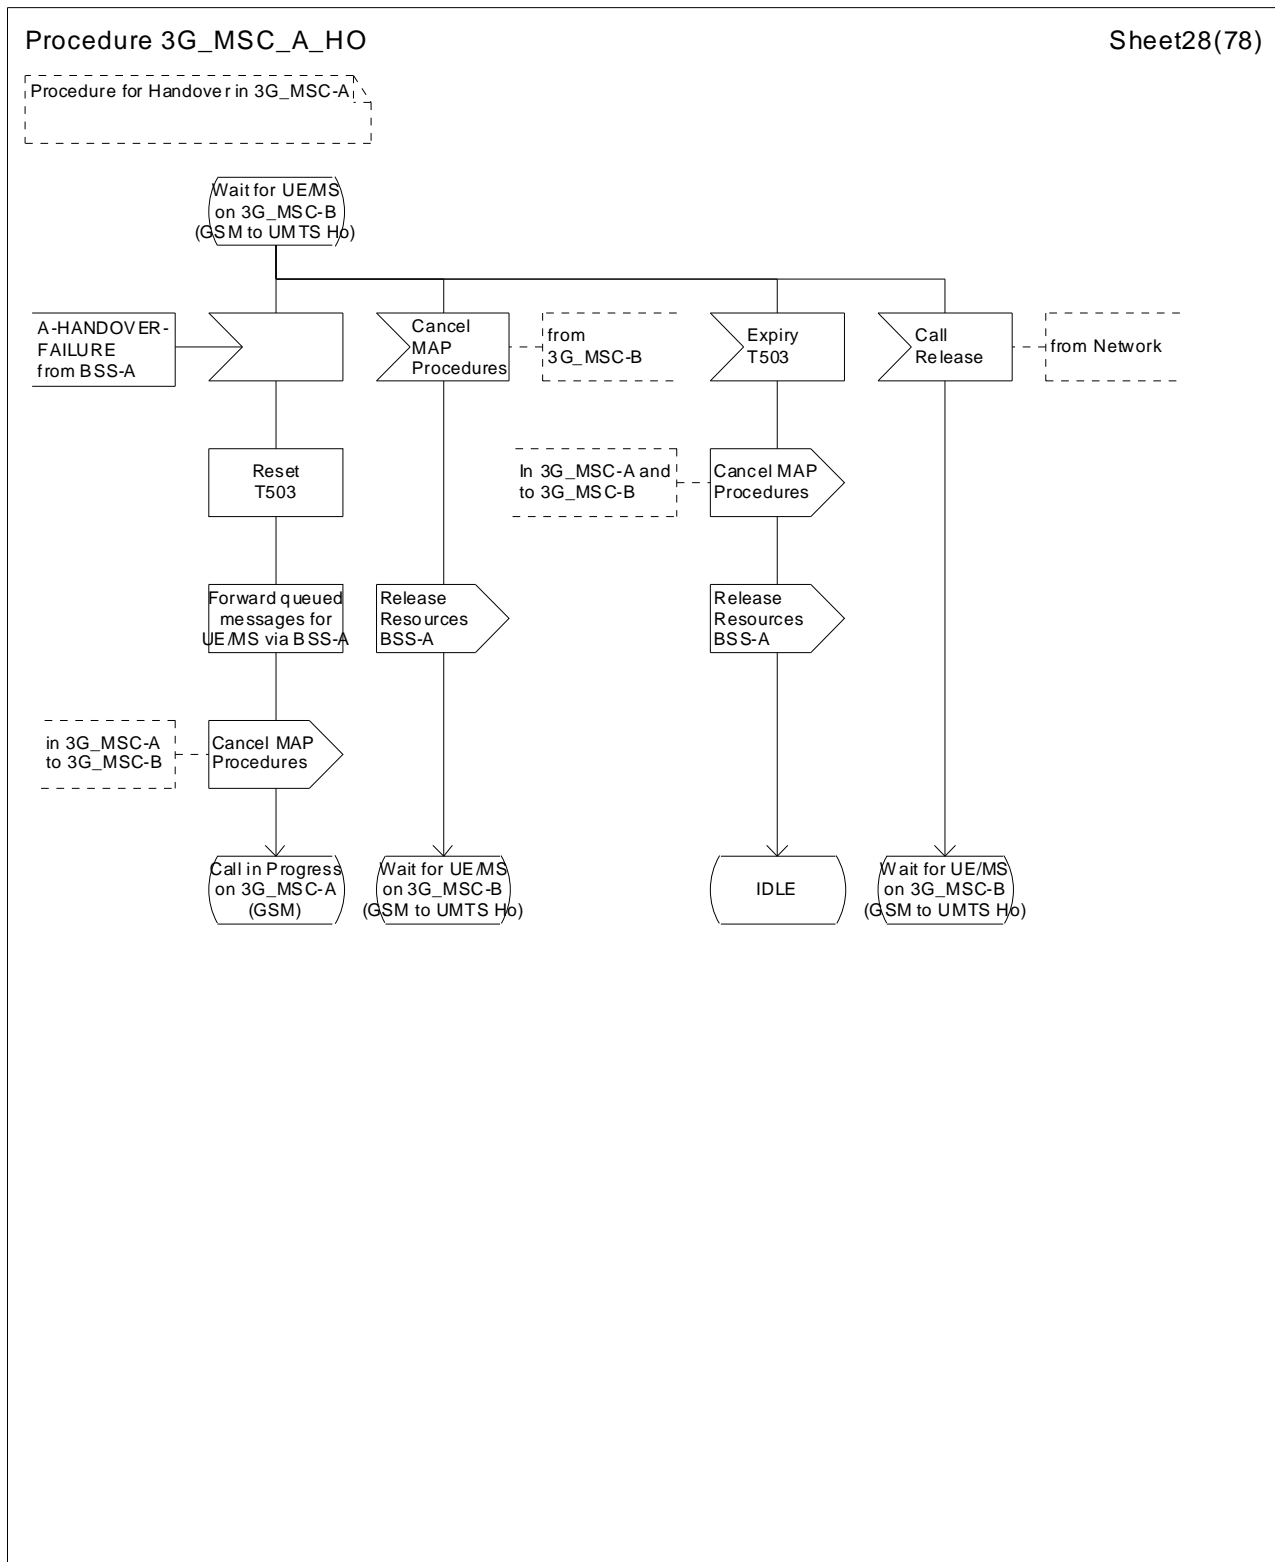 Procedure 3G_MSC_A_HO
Sheet28(78)
Procedure for Handover in 3G_MSC-A
Wait for UE/MS
on 3G_MSC-B
(GSM to UMTS Ho)
A-HANDOVER-
FAILURE
from BSS-A
Cancel
MAP
Procedures
from
3G_MSC-B
Expiry
T503
Call
Release
from Network
Reset
T503
In 3G_MSC-A and
to 3G_MSC-B
Cancel MAP
Procedures
Forward queued
messages for
UE/MS via BSS-A
Release
Resources
BSS-A
Release
Resources
BSS-A
in 3G_MSC-A
to 3G_MSC-B
Cancel MAP
Procedures
Call in Progress
on 3G_MSC-A
(GSM)
Wait for UE/MS
on 3G_MSC-B
(GSM to UMTS Ho)
IDLE
Wait for UE/MS
on 3G_MSC-B
(GSM to UMTS Ho)